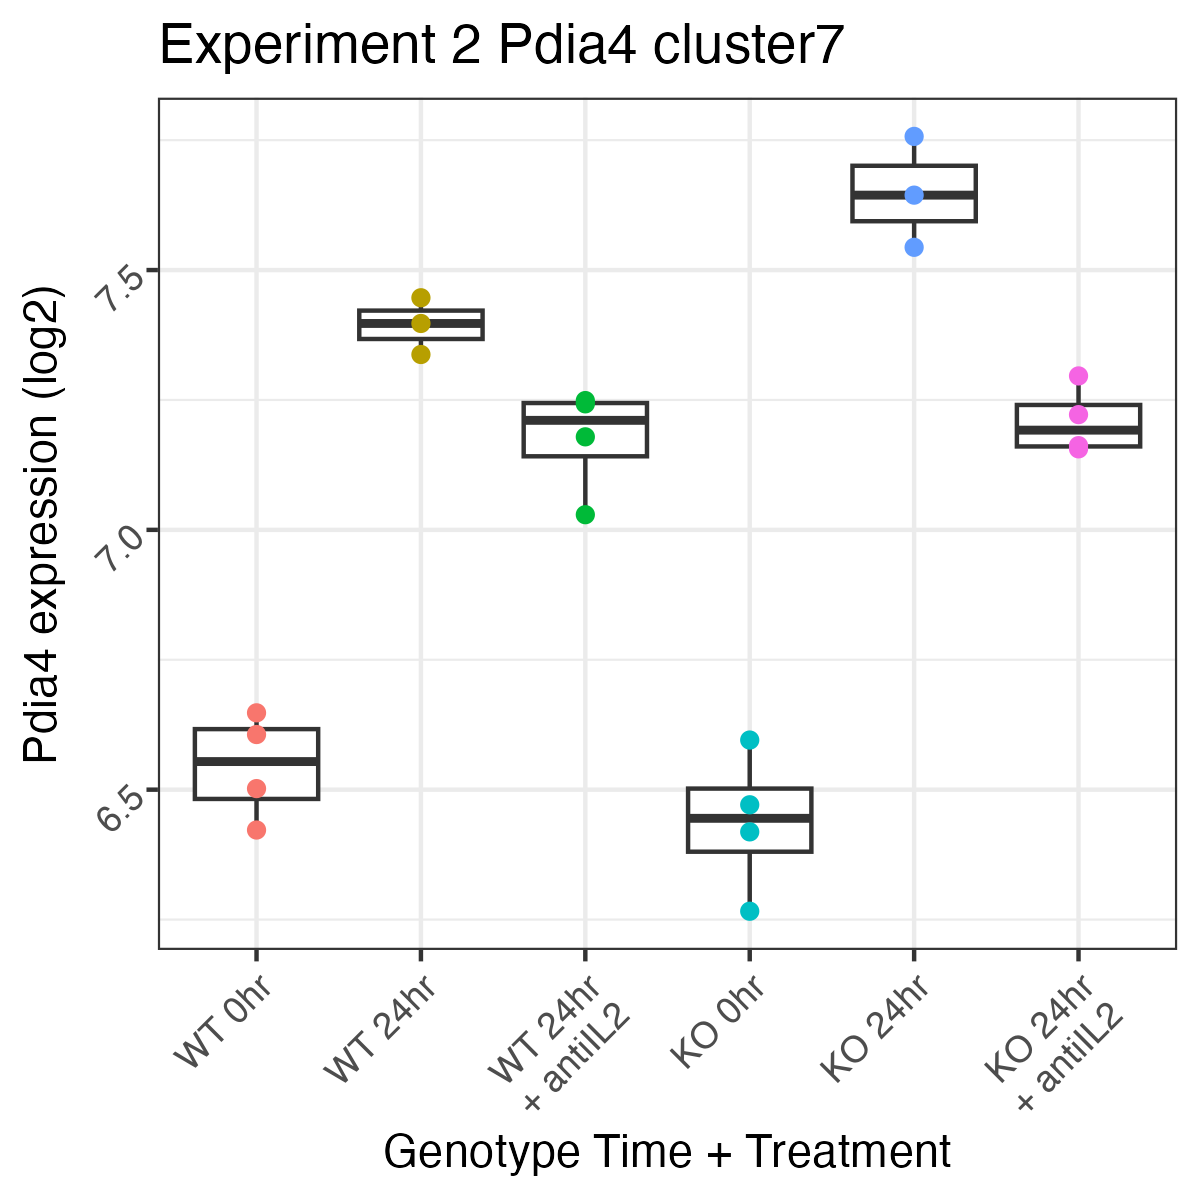 Experiment 2 Pdia4 cluster7
Pdia4 expression (log2)
7.5
7.0
6.5
WT 0hr
WT 24hr
WT 24hr
+ antiIL2
KO 0hr
KO 24hr
KO 24hr
+ antiIL2
Genotype Time + Treatment